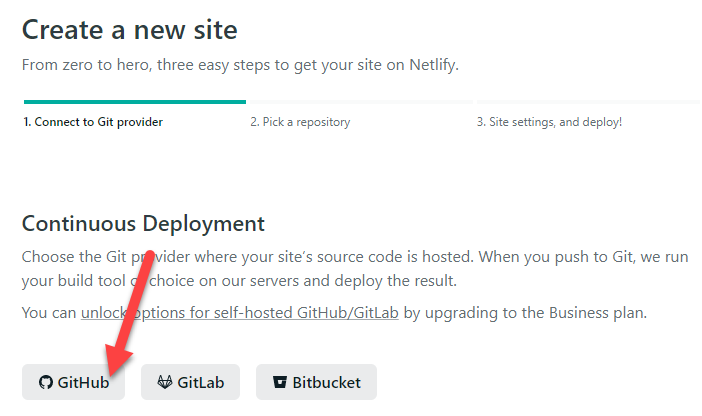 Create a new site
From zero to hero, three easy steps to get your site on Netlify.
1. Connect to Git provider
2. Pick a repository
3. Site settings, and deploy!
Continuous Deployment
Choose the Git provider where your site's source code is hosted. When you push to Git, we run
your build tool of choice on our servers and deploy the result.
You can unlock options for self-hosted GitHub/GitLab by upgrading to the Business plan.
GitHub
GitLab
Bitbucket